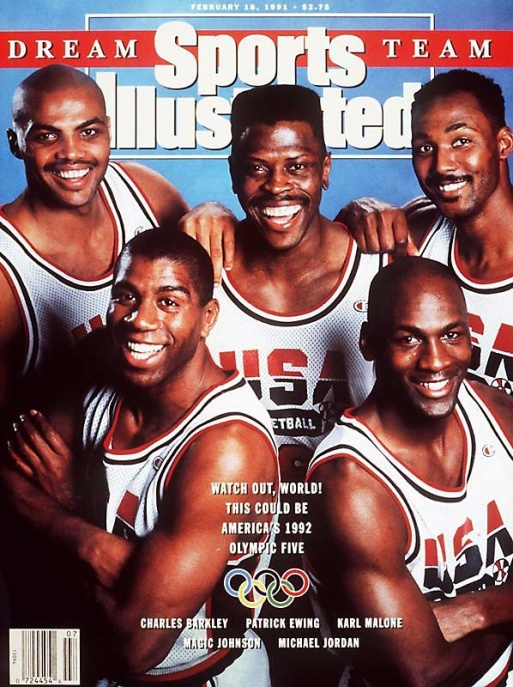 FEBRUARY 18, 1991 • $2.75
DREAM TEAM
Sports
Illustrated
USA
ETBALL
USA
WATCH OUT, WORLD!
THIS COULD BE
AMERICA'S 1992
OLYMPIC FIVE
CHARLES BARKLEY PATRICK EWING KARL MALONE
MAGIC JOHNSON MICHAEL JORDAN
07
0 724454 6